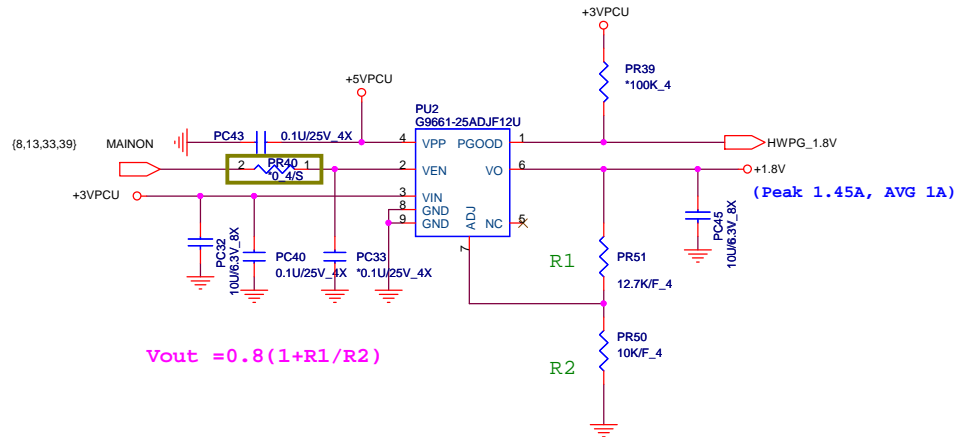 +3VPCU
PR39
*100K_4
+5VPCU
PU2
G9661-25ADJF12U
PC43
0.1U/25V_4X
4
VPP
PGOOD
1
HWPG_1.8V
{8,13,33,39}
MAINON
2
PR40
1
*0_4/S
2
VEN
VO
6
+1.8V
(Peak 1.45A, AVG 1A)
+3VPCU
3
VIN
8
GND
9
GND
ADJ
NC
5
7
PC32
10U/6.3V_8X
PC40
0.1U/25V_4X
PC33
*0.1U/25V_4X
PC45
10U/6.3V_8X
R1
PR51
12.7K/F_4
Vout =0.8(1+R1/R2)
R2
PR50
10K/F_4